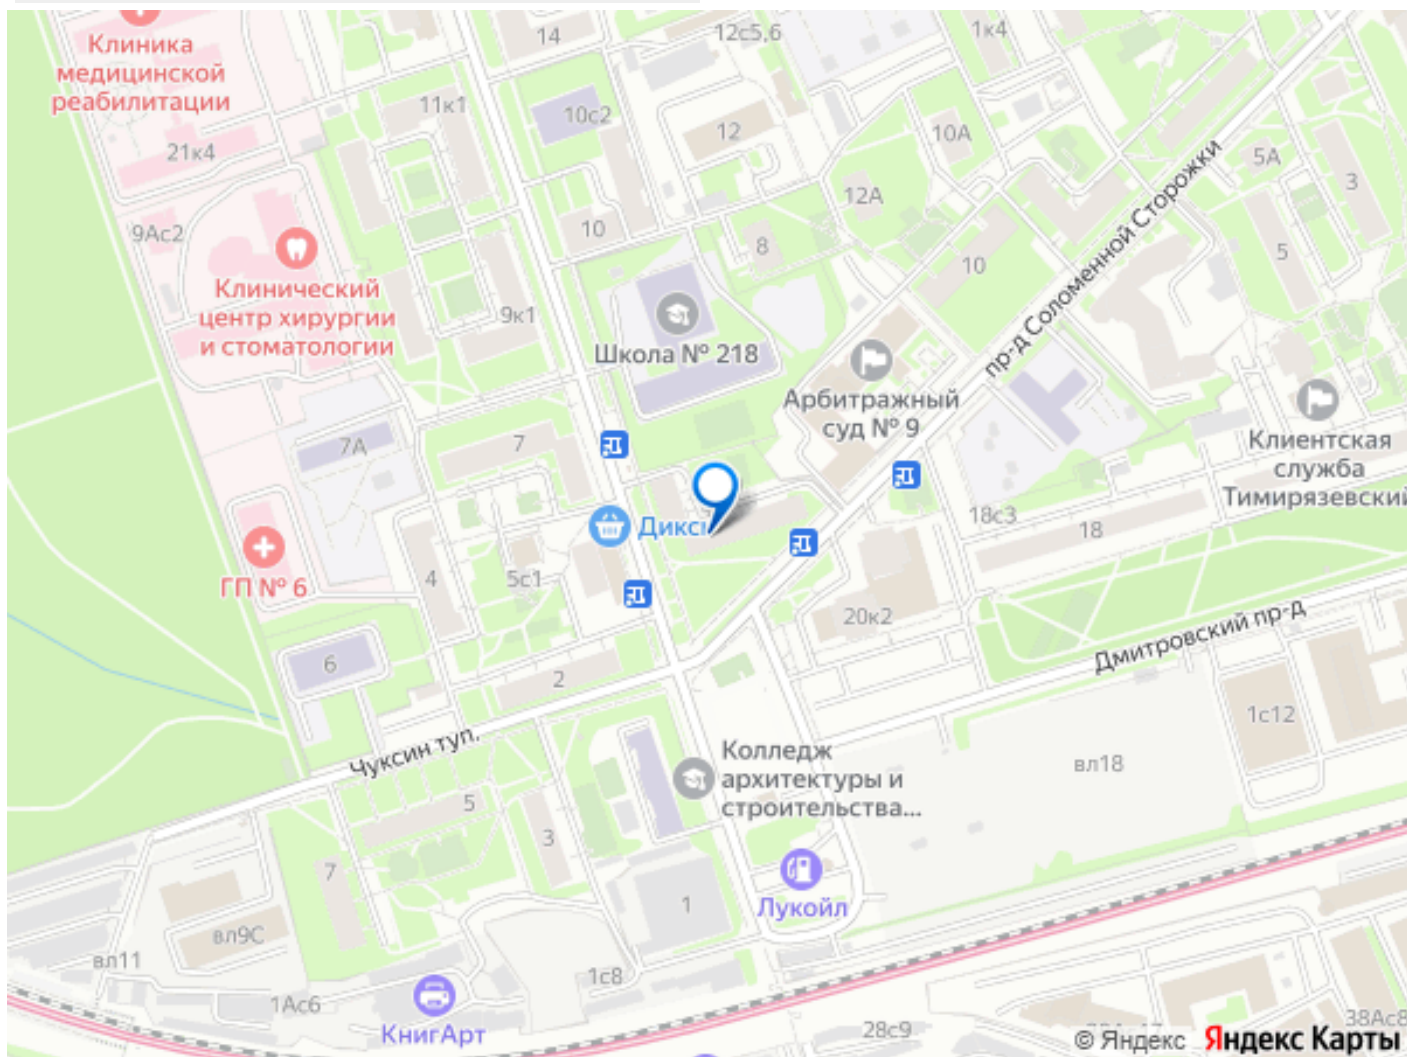 14
12с5,6
1к4
Клиника
медицинской
реабилитации
11к1
10с2
12
10А
5А
3
21к4
12А
9Ас2
10
8
10
5
пр-д Соломенной Сторожки
Клинический
центр хирургии
и стоматологии
9к1
Школа № 218
Арбитражный
суд № 9
Клиентская
служба
Тимирязевский
7А
7
Дикси
18с3
18
ГП № 6
4
5с1
20к2
Дмитровский пр-д
6
2
1с12
Чуксин туп.
Колледж
архитектуры и
строительства...
вл18
5
3
7
1
Лукойл
вл9С
вл11
1с8
1Ас6
КнигАрт
28с9
38Ас8
© Яндекс Яндекс Карты